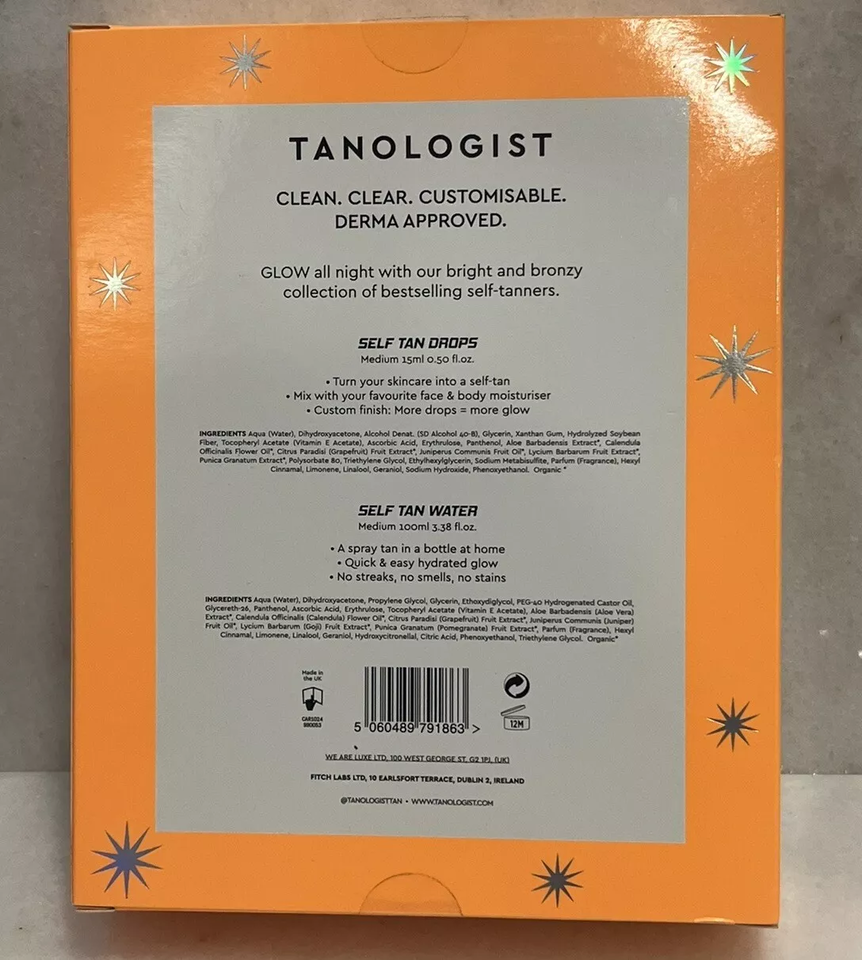 TANOLOGIST
CLEAN. CLEAR. CUSTOMISABLE.
DERMA APPROVED.
GLOW all night with our bright and bronzy
collection of bestselling self-tanners.
SELF TAN DROPS
Medium 15ml 0.50 fl.oz.
• Turn your skincare into a self-tan
• Mix with your favourite face & body moisturiser
• Custom finish: More drops = more glow
INGREDIENTS Aqua (Water), Dihydroxyacetone, Alcohol Denat. (SD Alcohol 40-B), Glycerin, Xanthan Gum, Hydrolyzed Soybean
Fiber, Tocopheryl Acetate (Vitamin E Acetate), Ascorbic Acid, Erythrulose, Panthenol, Aloe Barbadensis Extract*, Calendula
Officinalis Flower Oil*, Citrus Paradisi (Grapefruit) Fruit Extract*, Juniperus Communis Fruit Oil*, Lycium Barbarum Fruit Extract*,
Punica Granatum Extract*, Polysorbate 80, Triethylene Glycol, Ethylhexylglycerin, Sodium Metabisulfite, Parfum (Fragrance), Hexyl
Cinnamal, Limonene, Linalool, Geraniol, Sodium Hydroxide, Phenoxyethanol. Organic*
SELF TAN WATER
Medium 100ml 3.38 fl.oz.
• A spray tan in a bottle at home
• Quick & easy hydrated glow
• No streaks, no smells, no stains
INGREDIENTS Aqua (Water), Dihydroxyacetone, Propylene Glycol, Glycerin, Ethoxydiglycol, PEG-40 Hydrogenated Castor Oil,
Glycereth-26, Panthenol, Ascorbic Acid, Erythrulose, Tocopheryl Acetate (Vitamin E Acetate), Aloe Barbadensis (Aloe Vera)
Extract*, Calendula Officinalis (Calendula) Flower Oil*, Citrus Paradisi (Grapefruit) Fruit Extract*, Juniperus Communis (Juniper)
Fruit Oil*, Lycium Barbarum (Goji) Fruit Extract*, Punica Granatum (Pomegranate) Fruit Extract*, Parfum (Fragrance), Hexyl
Cinnamal, Limonene, Linalool, Geraniol, Hydroxycitronellal, Citric Acid, Phenoxyethanol, Triethylene Glycol. Organic*
Made in
the UK
12M
5 060489 791863 >
WE ARE LUXE LTD, 100 WEST GEORGE ST, G2 1PJ, (UK)
FITCH LABS LTD, 10 EARLSFORT TERRACE, DUBLIN 2, IRELAND
@TANOLOGISTTAN • WWW.TANOLOGIST.COM